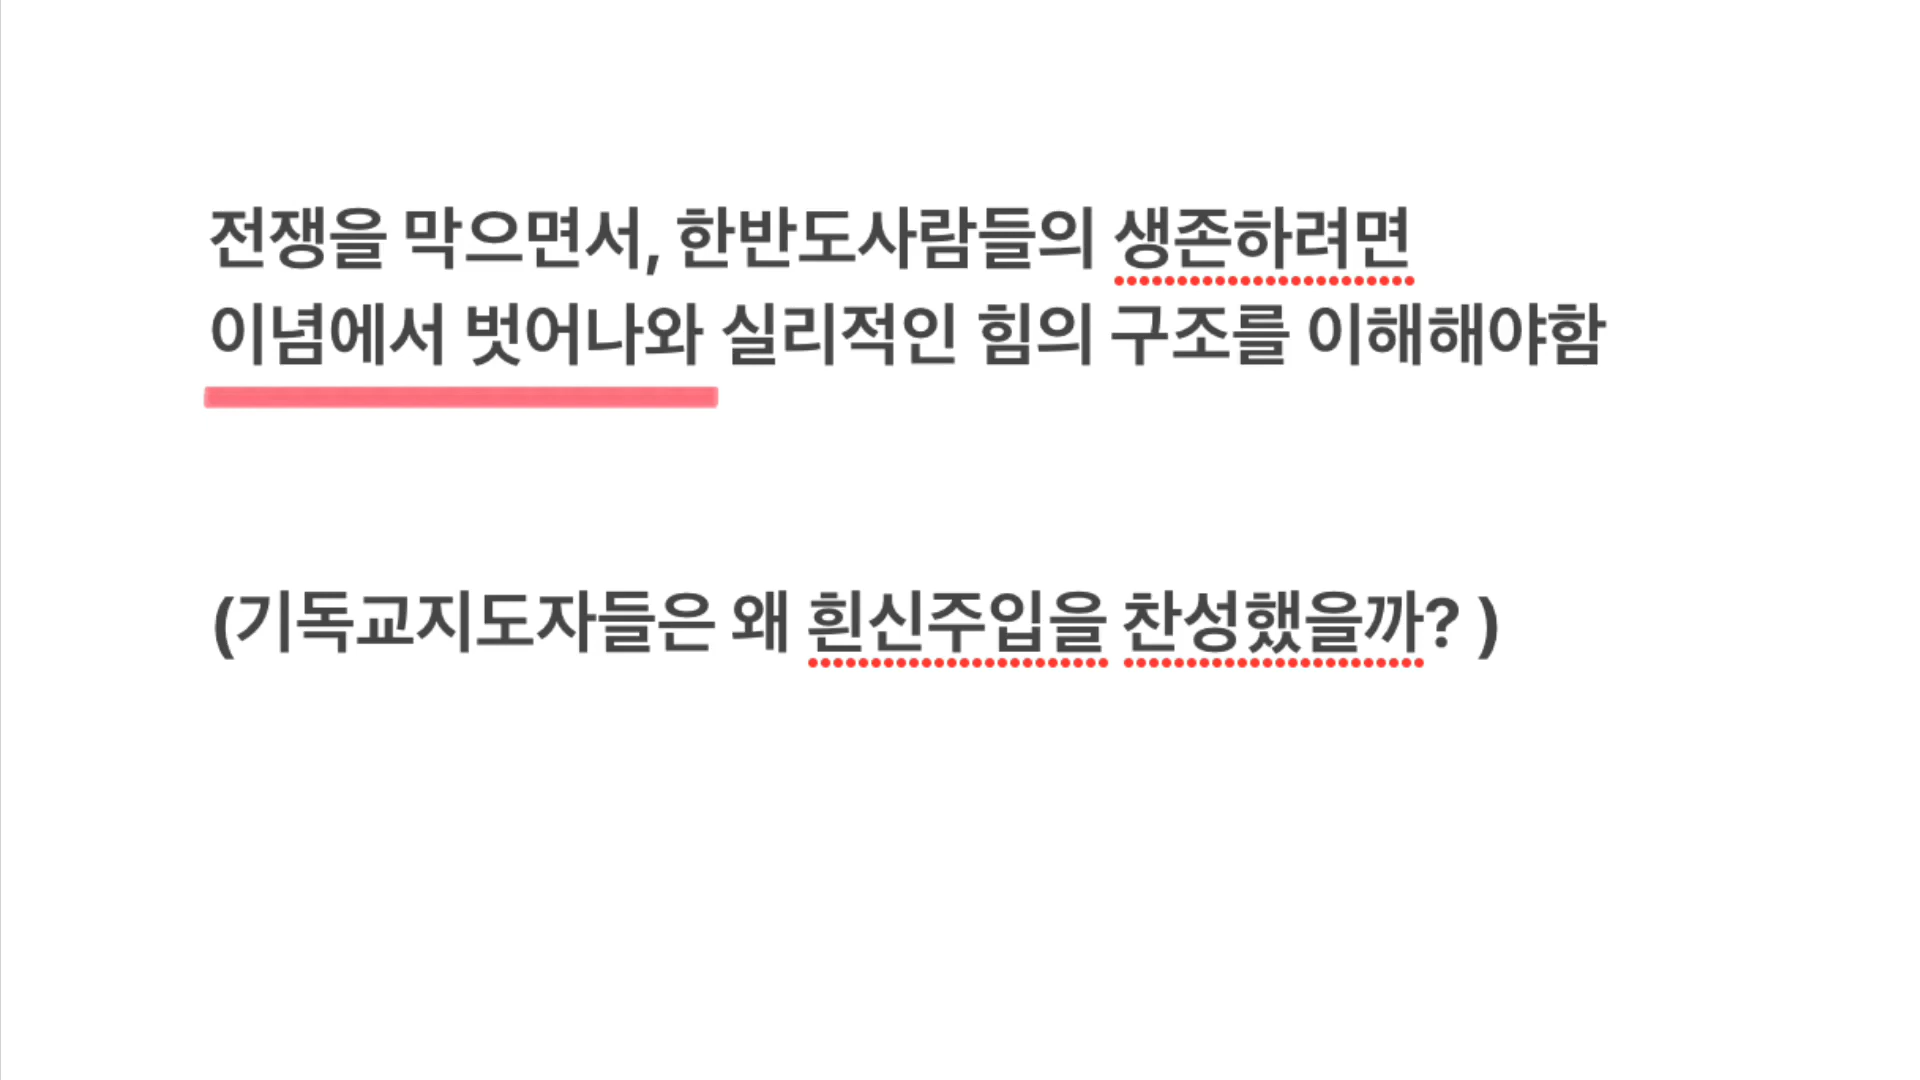 전쟁을 막으면서, 한반도사람들의 생존하려면
이념에서 벗어나와 실리적인 힘의 구조를 이해해야함
(기독교지도자들은 왜 흰신주입을 찬성했을까? )